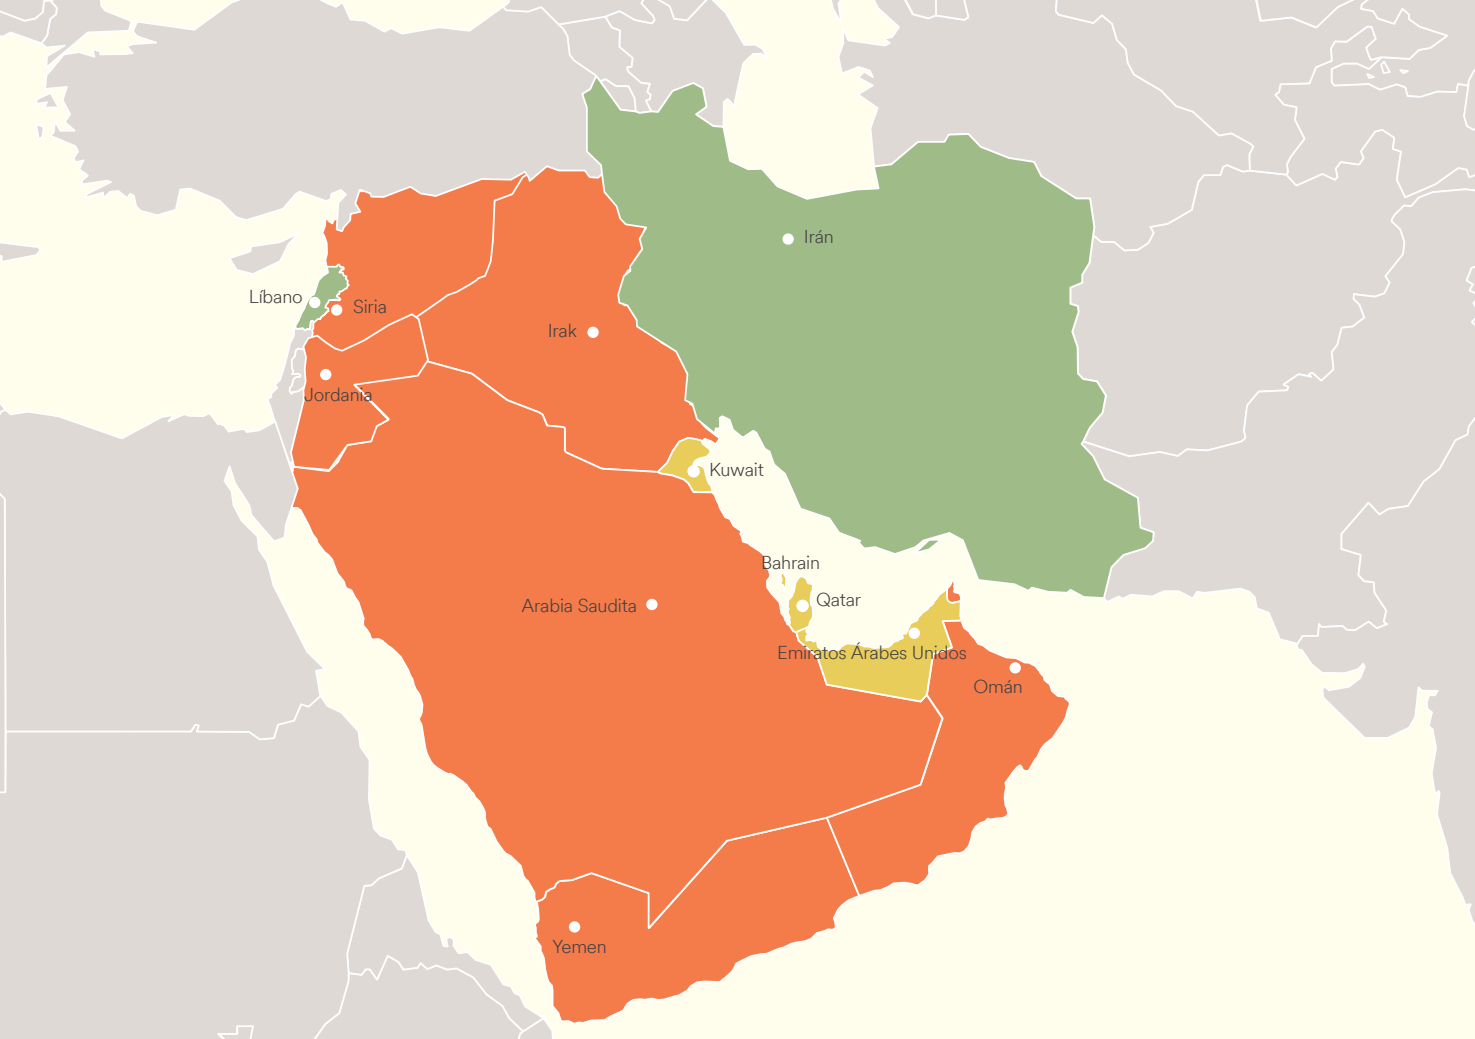 Irán
Líbano
Siria
Irak
Jordania
Kuwait
Bahrain
Qatar
Arabia Saudita
Emiratos Árabes Unidos
Omán
Yemen